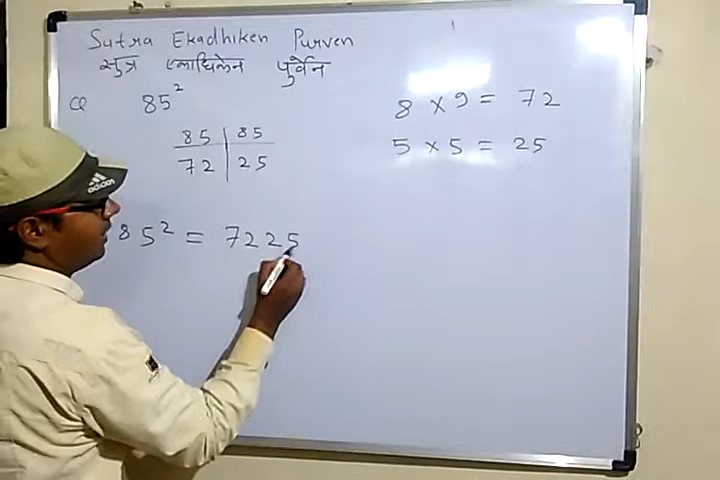 Sutra Ekadhiken Purven
सुत्र एकाधिकेन पुर्वेन
85²
85 | 85
72 | 25
85² = 7225
8 × 9 = 72
5 × 5 = 25
adidas